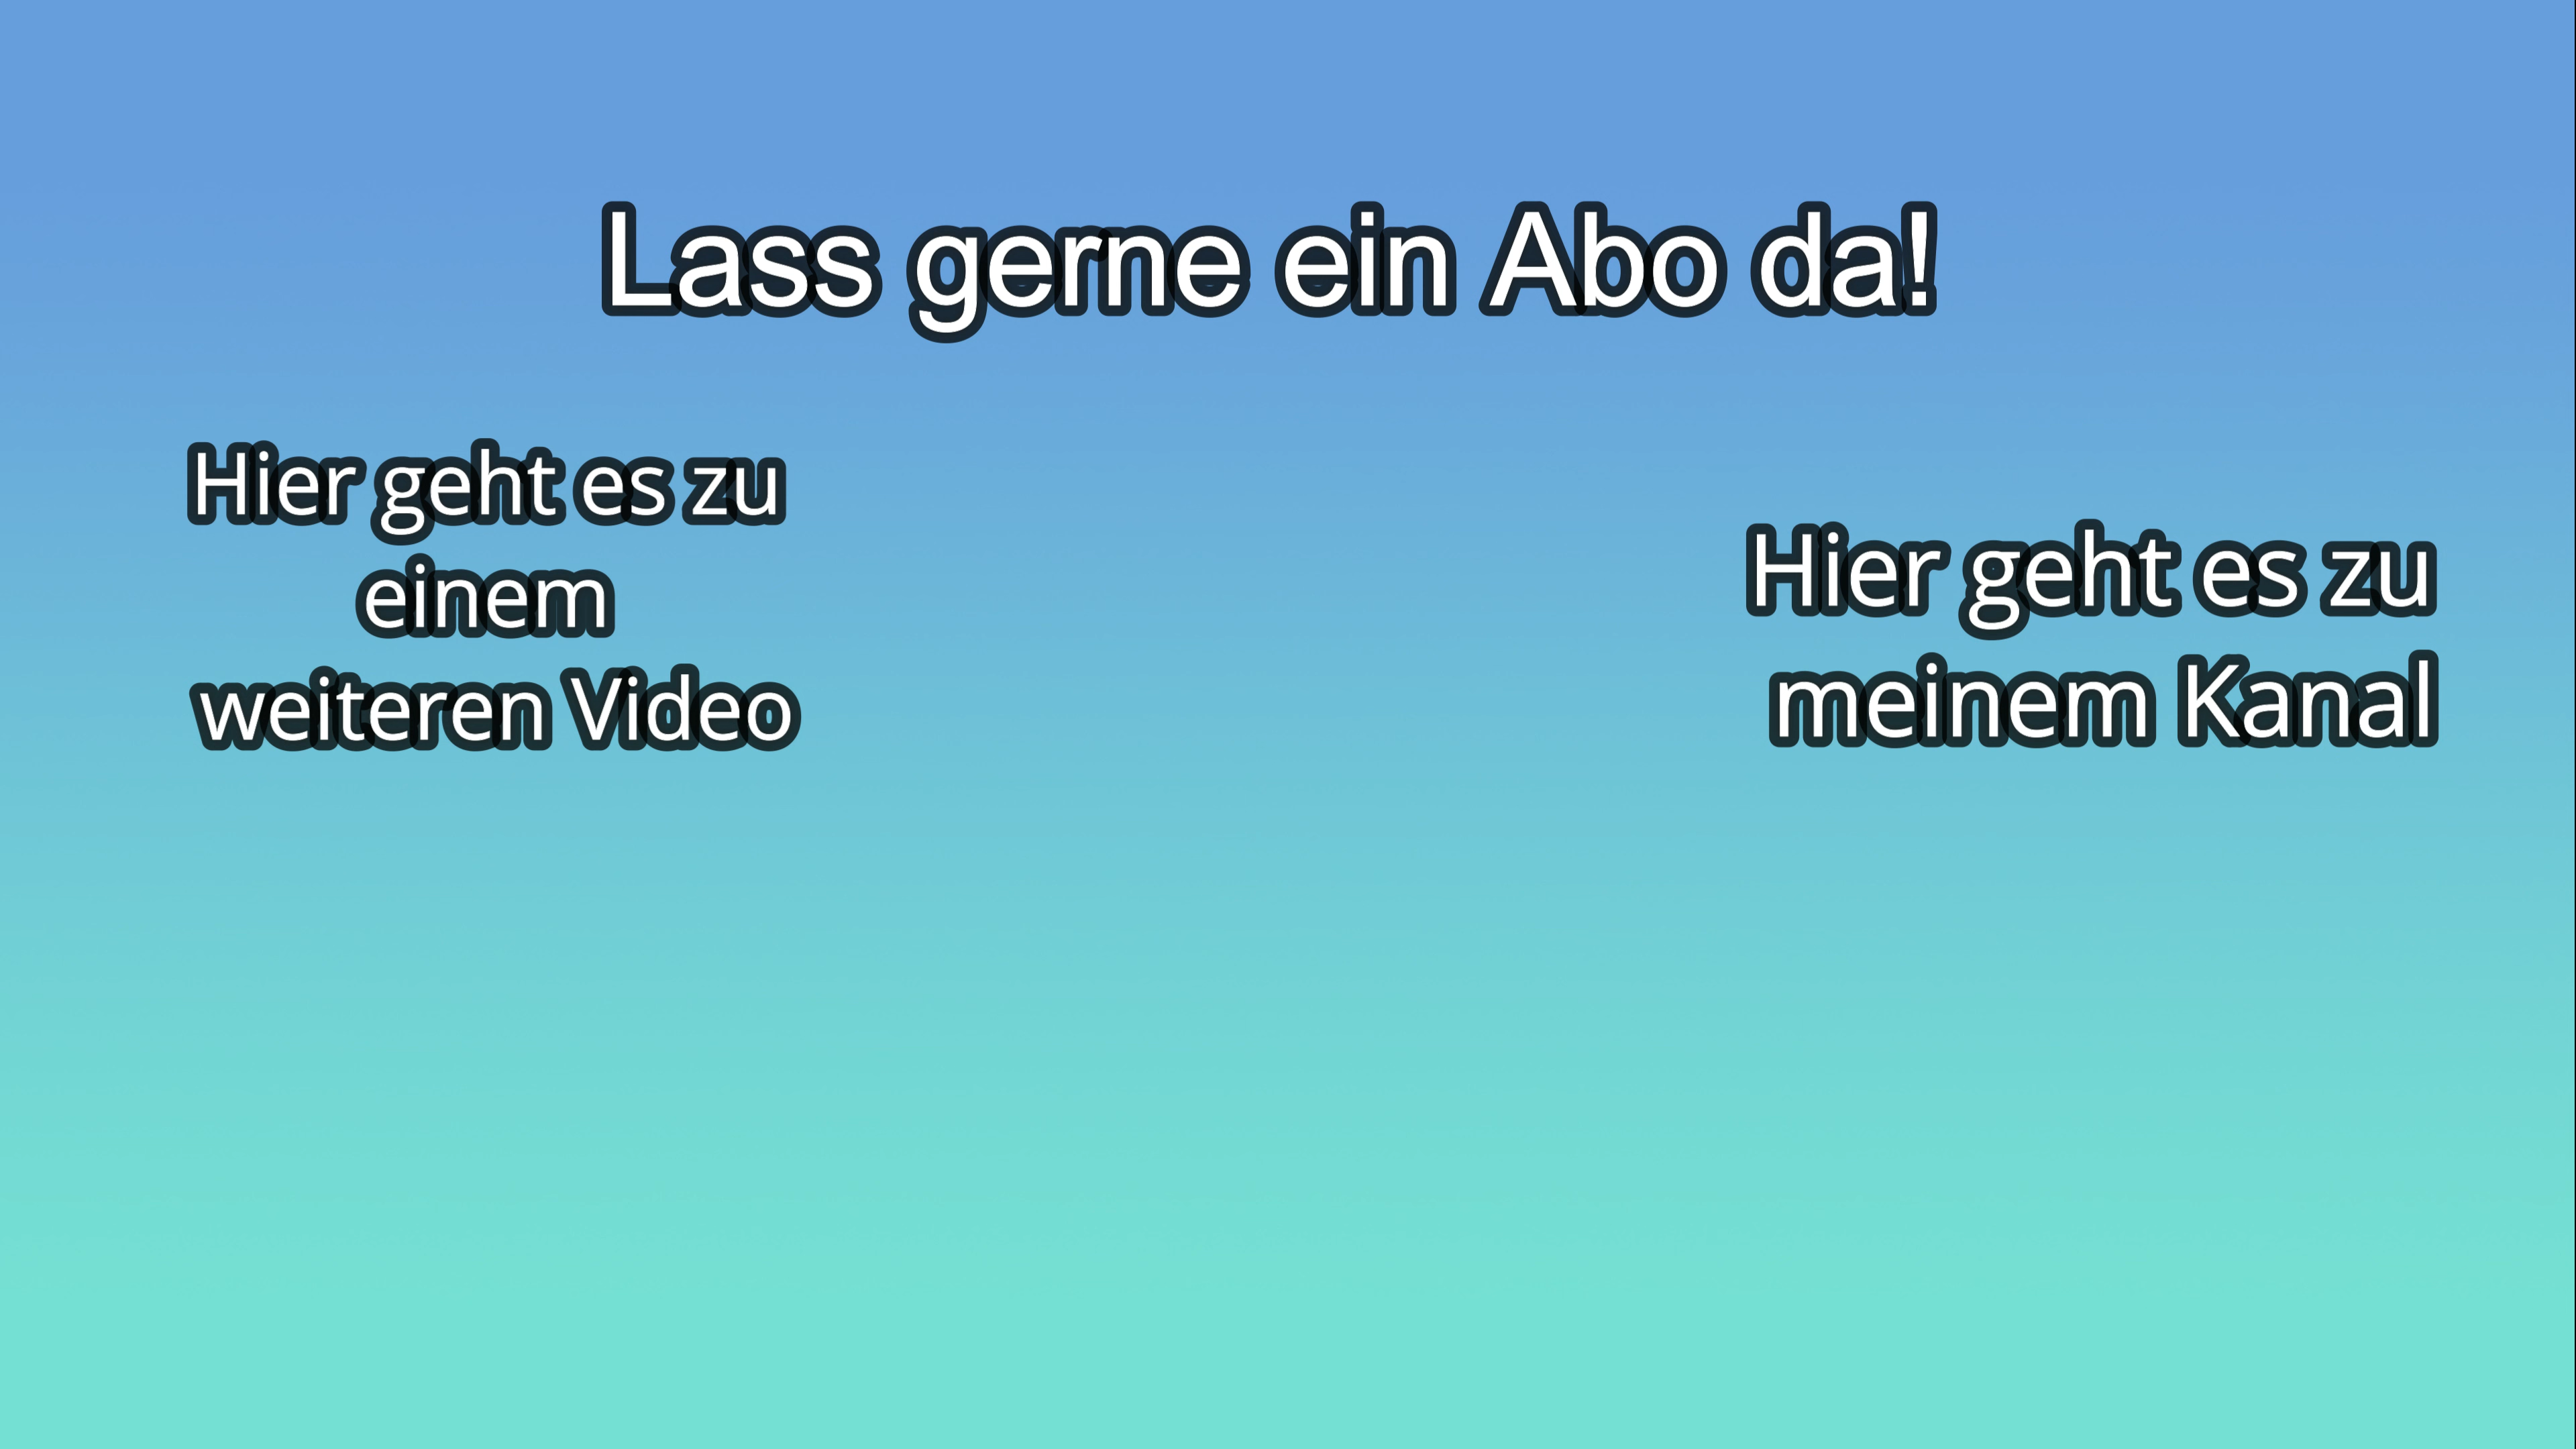 Lass gerne ein Abo da!
Hier geht es zu
einem
weiteren Video
Hier geht es zu
meinem Kanal